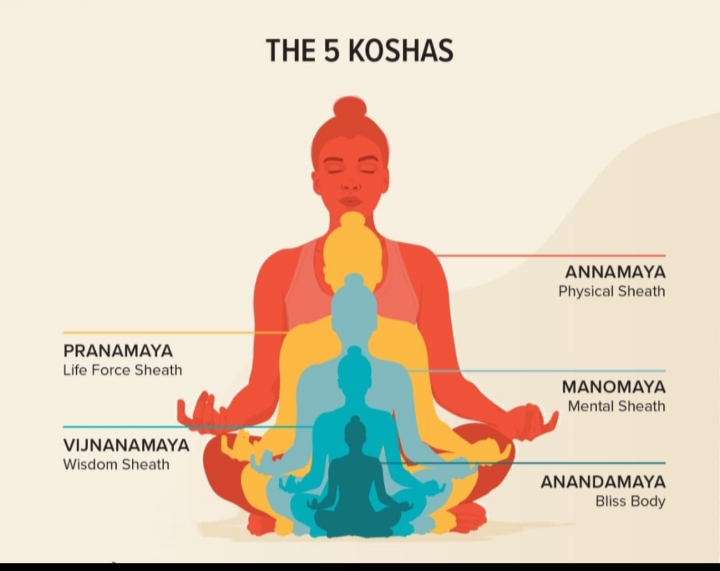 THE 5 KOSHAS
ANNAMAYA
Physical Sheath
PRANAMAYA
Life Force Sheath
MANOMAYA
Mental Sheath
VIJNANAMAYA
Wisdom Sheath
ANANDAMAYA
Bliss Body